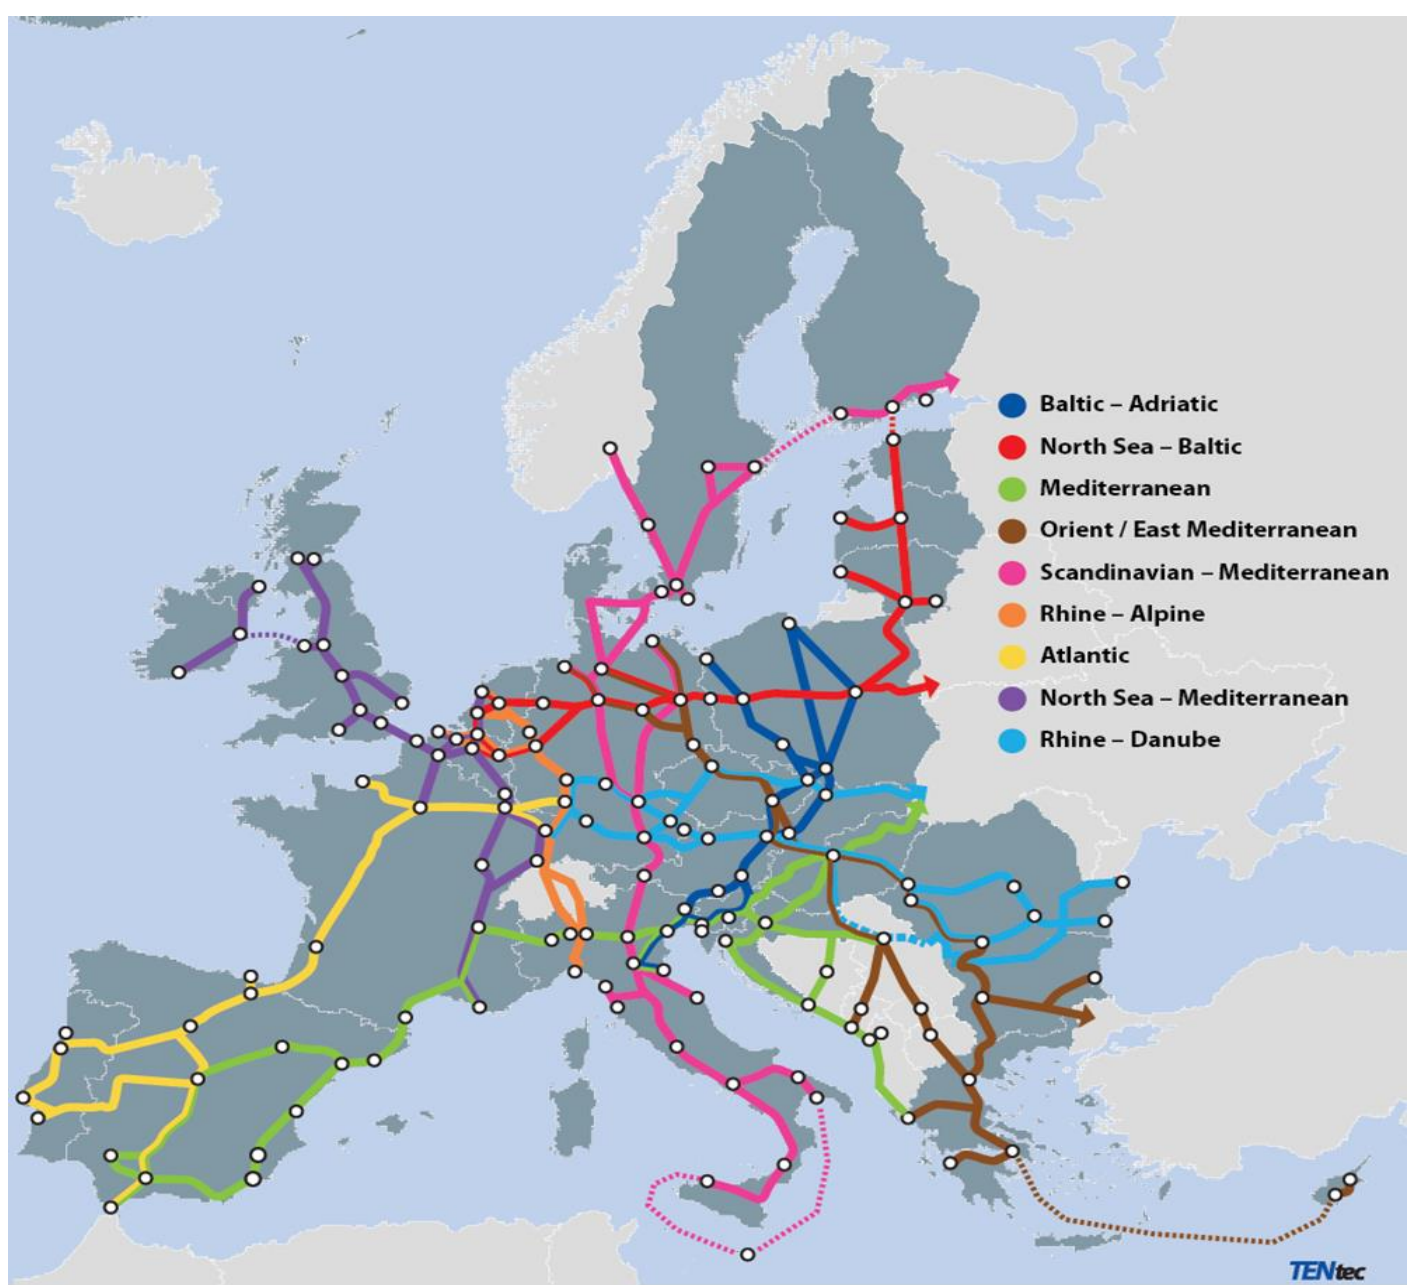 Baltic – Adriatic
North Sea – Baltic
Mediterranean
Orient / East Mediterranean
Scandinavian – Mediterranean
Rhine – Alpine
Atlantic
North Sea – Mediterranean
Rhine – Danube
TENtec